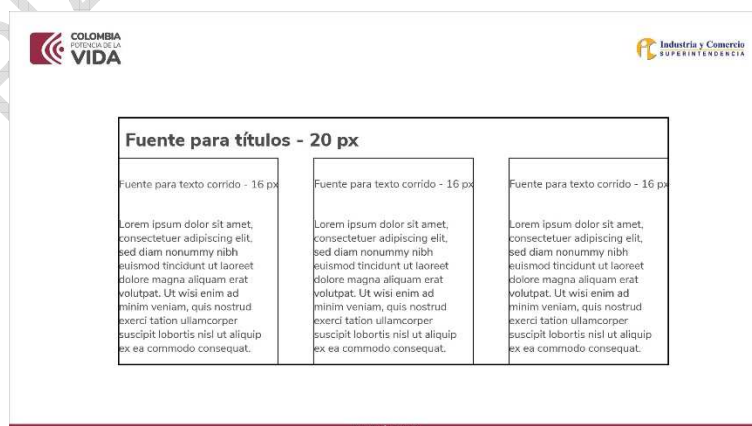 COLOMBIA
POTENCIA DE LA
VIDA
Industria y Comercio
SUPERINTENDENCIA
Fuente para títulos - 20 px
Fuente para texto corrido - 16 px
Lorem ipsum dolor sit amet,
consectetuer adipiscing elit,
sed diam nonummy nibh
euismod tincidunt ut laoreet
dolore magna aliquam erat
volutpat. Ut wisi enim ad
minim veniam, quis nostrud
exerci tation ullamcorper
suscipit lobortis nisl ut aliquip
ex ea commodo consequat.
Fuente para texto corrido - 16 px
Lorem ipsum dolor sit amet,
consectetuer adipiscing elit,
sed diam nonummy nibh
euismod tincidunt ut laoreet
dolore magna aliquam erat
volutpat. Ut wisi enim ad
minim veniam, quis nostrud
exerci tation ullamcorper
suscipit lobortis nisl ut aliquip
ex ea commodo consequat.
Fuente para texto corrido - 16 px
Lorem ipsum dolor sit amet,
consectetuer adipiscing elit,
sed diam nonummy nibh
euismod tincidunt ut laoreet
dolore magna aliquam erat
volutpat. Ut wisi enim ad
minim veniam, quis nostrud
exerci tation ullamcorper
suscipit lobortis nisl ut aliquip
ex ea commodo consequat.